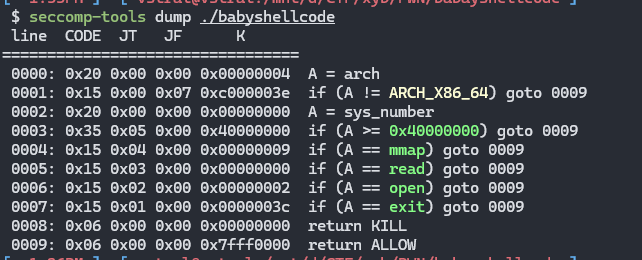 $ seccomp-tools dump ./babyshellcode
line CODE JT JF K
=================================
0000: 0x20 0x00 0x00 0x00000004 A = arch
0001: 0x15 0x00 0x07 0xc000003e if (A != ARCH_X86_64) goto 0009
0002: 0x20 0x00 0x00 0x00000000 A = sys_number
0003: 0x35 0x05 0x00 0x40000000 if (A >= 0x40000000) goto 0009
0004: 0x15 0x04 0x00 0x00000009 if (A == mmap) goto 0009
0005: 0x15 0x03 0x00 0x00000000 if (A == read) goto 0009
0006: 0x15 0x02 0x00 0x00000002 if (A == open) goto 0009
0007: 0x15 0x01 0x00 0x0000003c if (A == exit) goto 0009
0008: 0x06 0x00 0x00 0x00000000 return KILL
0009: 0x06 0x00 0x00 0x7fff0000 return ALLOW